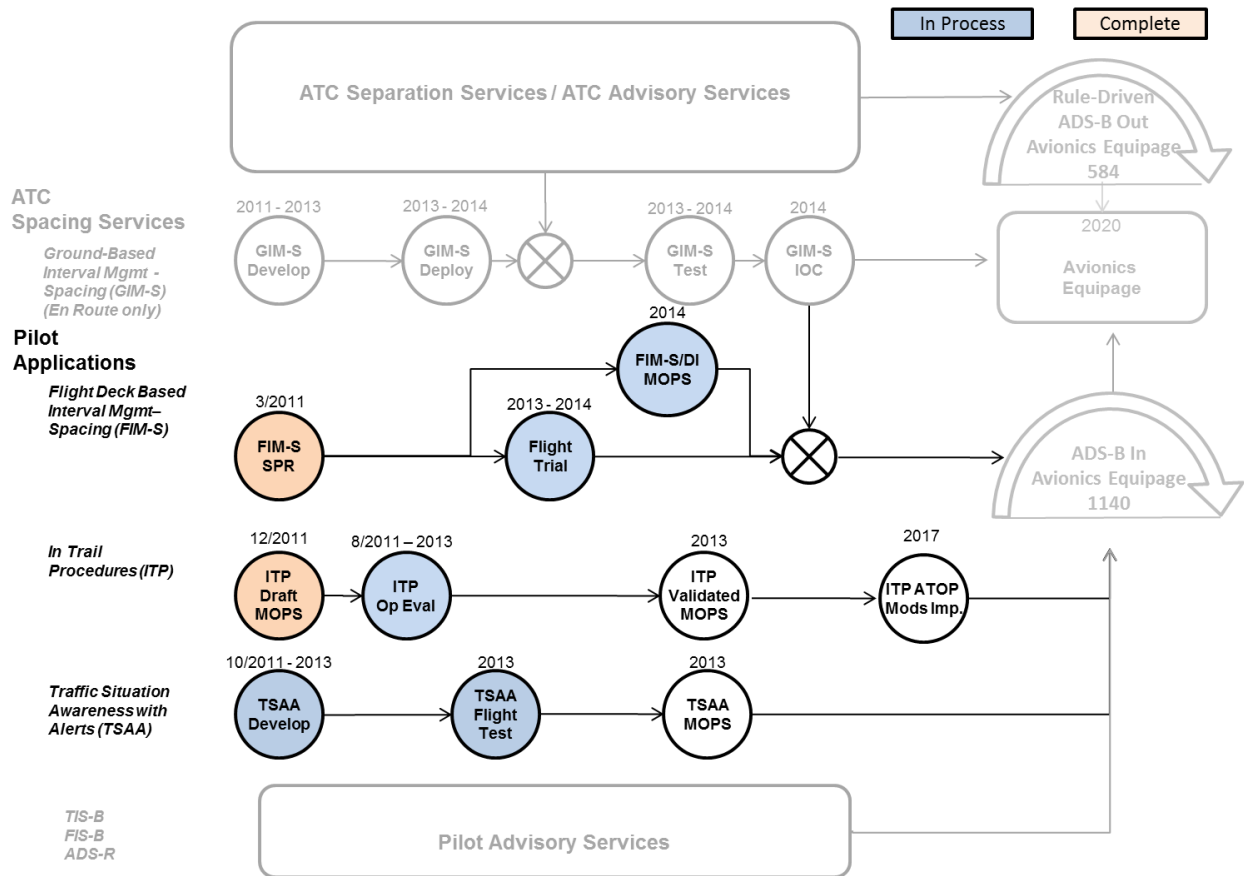 In Process
Complete
ATC Separation Services / ATC Advisory Services
Rule-Driven
ADS-B Out
Avionics Equipage
584
ATC
Spacing Services
Ground-Based
Interval Mgmt -
Spacing (GIM-S)
(En Route only)
2011 - 2013
GIM-S
Develop
2013 - 2014
GIM-S
Deploy
2013 - 2014
GIM-S
Test
2014
GIM-S
IOC
2020
Avionics
Equipage
Pilot
Applications
Flight Deck Based
Interval Mgmt–
Spacing (FIM-S)
3/2011
FIM-S
SPR
2014
FIM-S/DI
MOPS
2013 - 2014
Flight
Trial
ADS-B In
Avionics Equipage
1140
In Trail
Procedures (ITP)
12/2011
ITP
Draft
MOPS
8/2011 – 2013
ITP
Op Eval
2013
ITP
Validated
MOPS
2017
ITP ATOP
Mods Imp.
Traffic Situation
Awareness with
Alerts (TSAA)
10/2011 - 2013
TSAA
Develop
2013
TSAA
Flight
Test
2013
TSAA
MOPS
TIS-B
FIS-B
ADS-R
Pilot Advisory Services